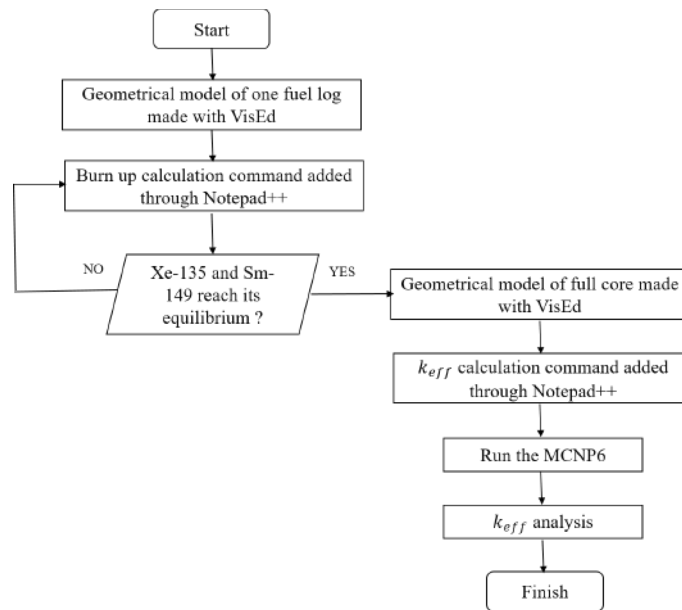 Start
Geometrical model of one fuel log
made with VisEd
Burn up calculation command added
through Notepad++
NO
Xe-135 and Sm-
149 reach its
equilibrium ?
YES
Geometrical model of full core made
with VisEd
k_eff calculation command added
through Notepad++
Run the MCNP6
k_eff analysis
Finish